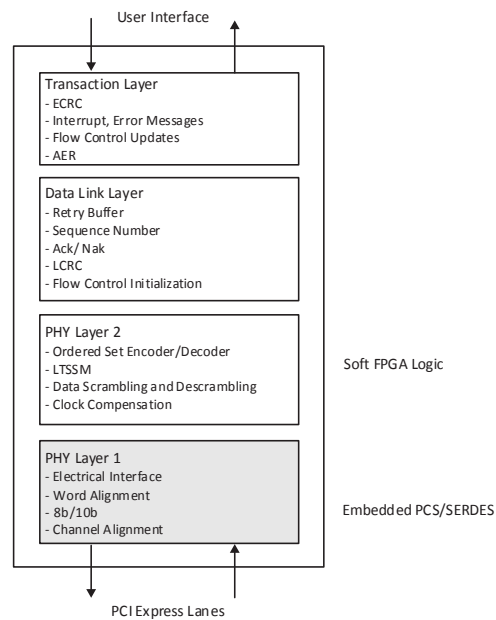 User Interface
Transaction Layer
- ECRC
- Interrupt, Error Messages
- Flow Control Updates
- AER
Data Link Layer
- Retry Buffer
- Sequence Number
- Ack/ Nak
- LCRC
- Flow Control Initialization
PHY Layer 2
- Ordered Set Encoder/Decoder
- LTSSM
- Data Scrambling and Descrambling
- Clock Compensation
Soft FPGA Logic
PHY Layer 1
- Electrical Interface
- Word Alignment
- 8b/10b
- Channel Alignment
Embedded PCS/SERDES
PCI Express Lanes